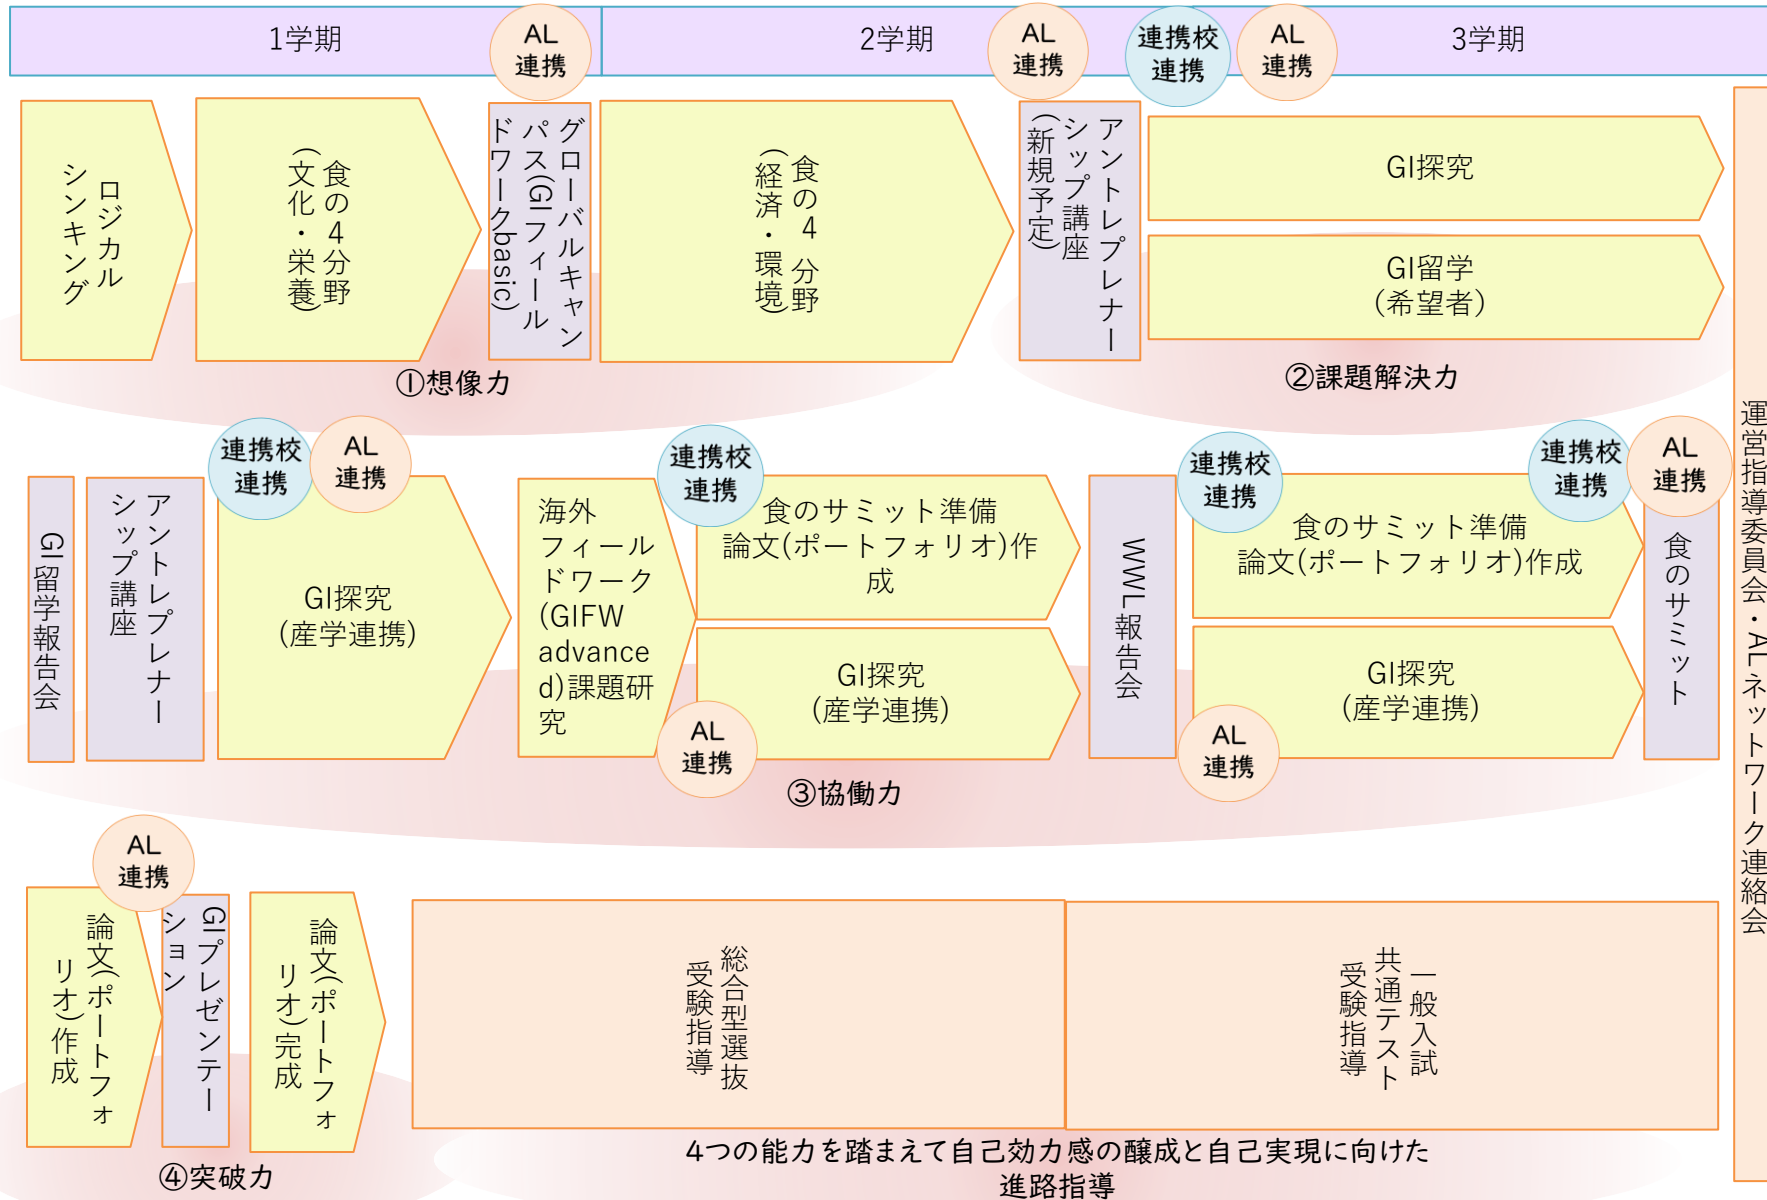 1学期
AL
連携
2学期
AL
連携
連携校
連携
AL
連携
3学期
ロジカル
シンキング
食の4分野
(文化・栄養)
グローバルキャン
パス(GIフィール
ドワークbasic)
食の4 分野
(経済・環境)
アントレプレナー
シップ講座
(新規予定)
GI探究
GI留学
(希望者)
①想像力
②課題解決力
運営指導委員会・ALネットワーク連絡会
GI留学報告会
アントレプレナー
シップ講座
連携校
連携
AL
連携
GI探究
(産学連携)
海外
フィール
ドワーク
(GIFW
advance
d)課題研
究
連携校
連携
食のサミット準備
論文(ポートフォリオ)作
成
GI探究
(産学連携)
AL
連携
WWL報告会
連携校
連携
食のサミット準備
論文(ポートフォリオ)作成
連携校
連携
AL
連携
GI探究
(産学連携)
AL
連携
食のサミット
③協働力
AL
連携
論文(ポートフォ
リオ)作成
GIプレゼンテー
ション
論文(ポートフォ
リオ)完成
総合型選抜
受験指導
一般入試
共通テスト
受験指導
④突破力
4つの能力を踏まえて自己効力感の醸成と自己実現に向けた
進路指導